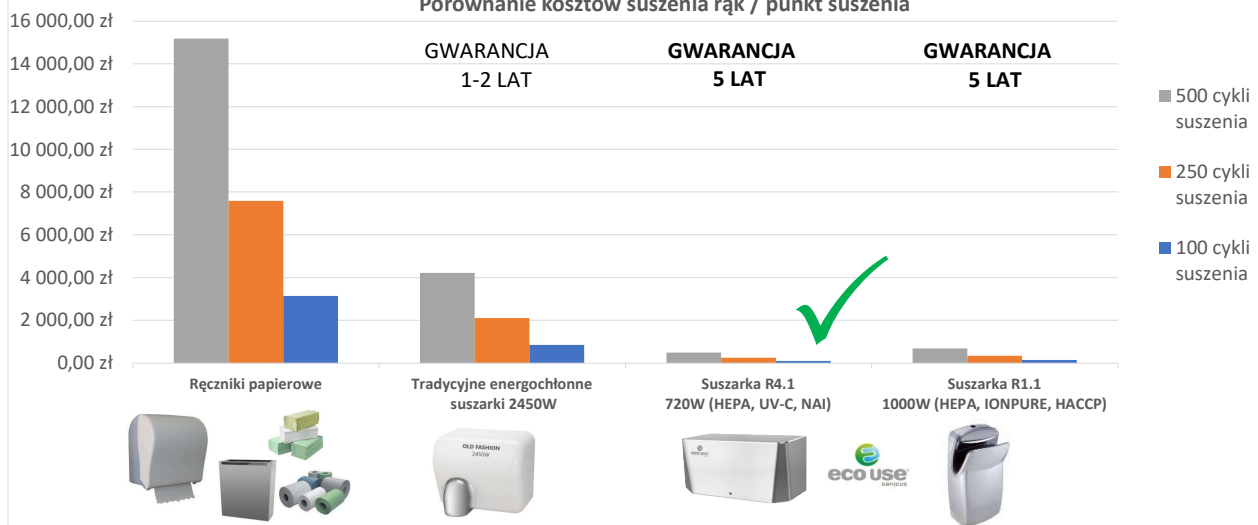 Porównanie kosztów suszenia rąk / punkt suszenia
16 000,00 zł
14 000,00 zł
12 000,00 zł
10 000,00 zł
8 000,00 zł
6 000,00 zł
4 000,00 zł
2 000,00 zł
0,00 zł
GWARANCJA
1-2 LAT
GWARANCJA
5 LAT
GWARANCJA
5 LAT
500 cykli
suszenia
250 cykli
suszenia
100 cykli
suszenia
Ręczniki papierowe
Tradycyjne energochłonne
suszarki 2450W
Suszarka R4.1
720W (HEPA, UV-C, NAI)
Suszarka R1.1
1000W (HEPA, IONPURE, HACCP)
OLD FASHION
2450W
eco use
sanicus